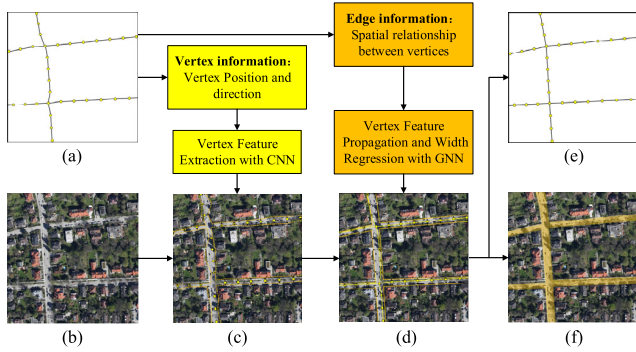 Edge information：
Spatial relationship
between vertices
Vertex information：
Vertex Position and
direction
Vertex Feature
Extraction with CNN
Vertex Feature
Propagation and Width
Regression with GNN
(a)
(e)
(b)
(c)
(d)
(f)